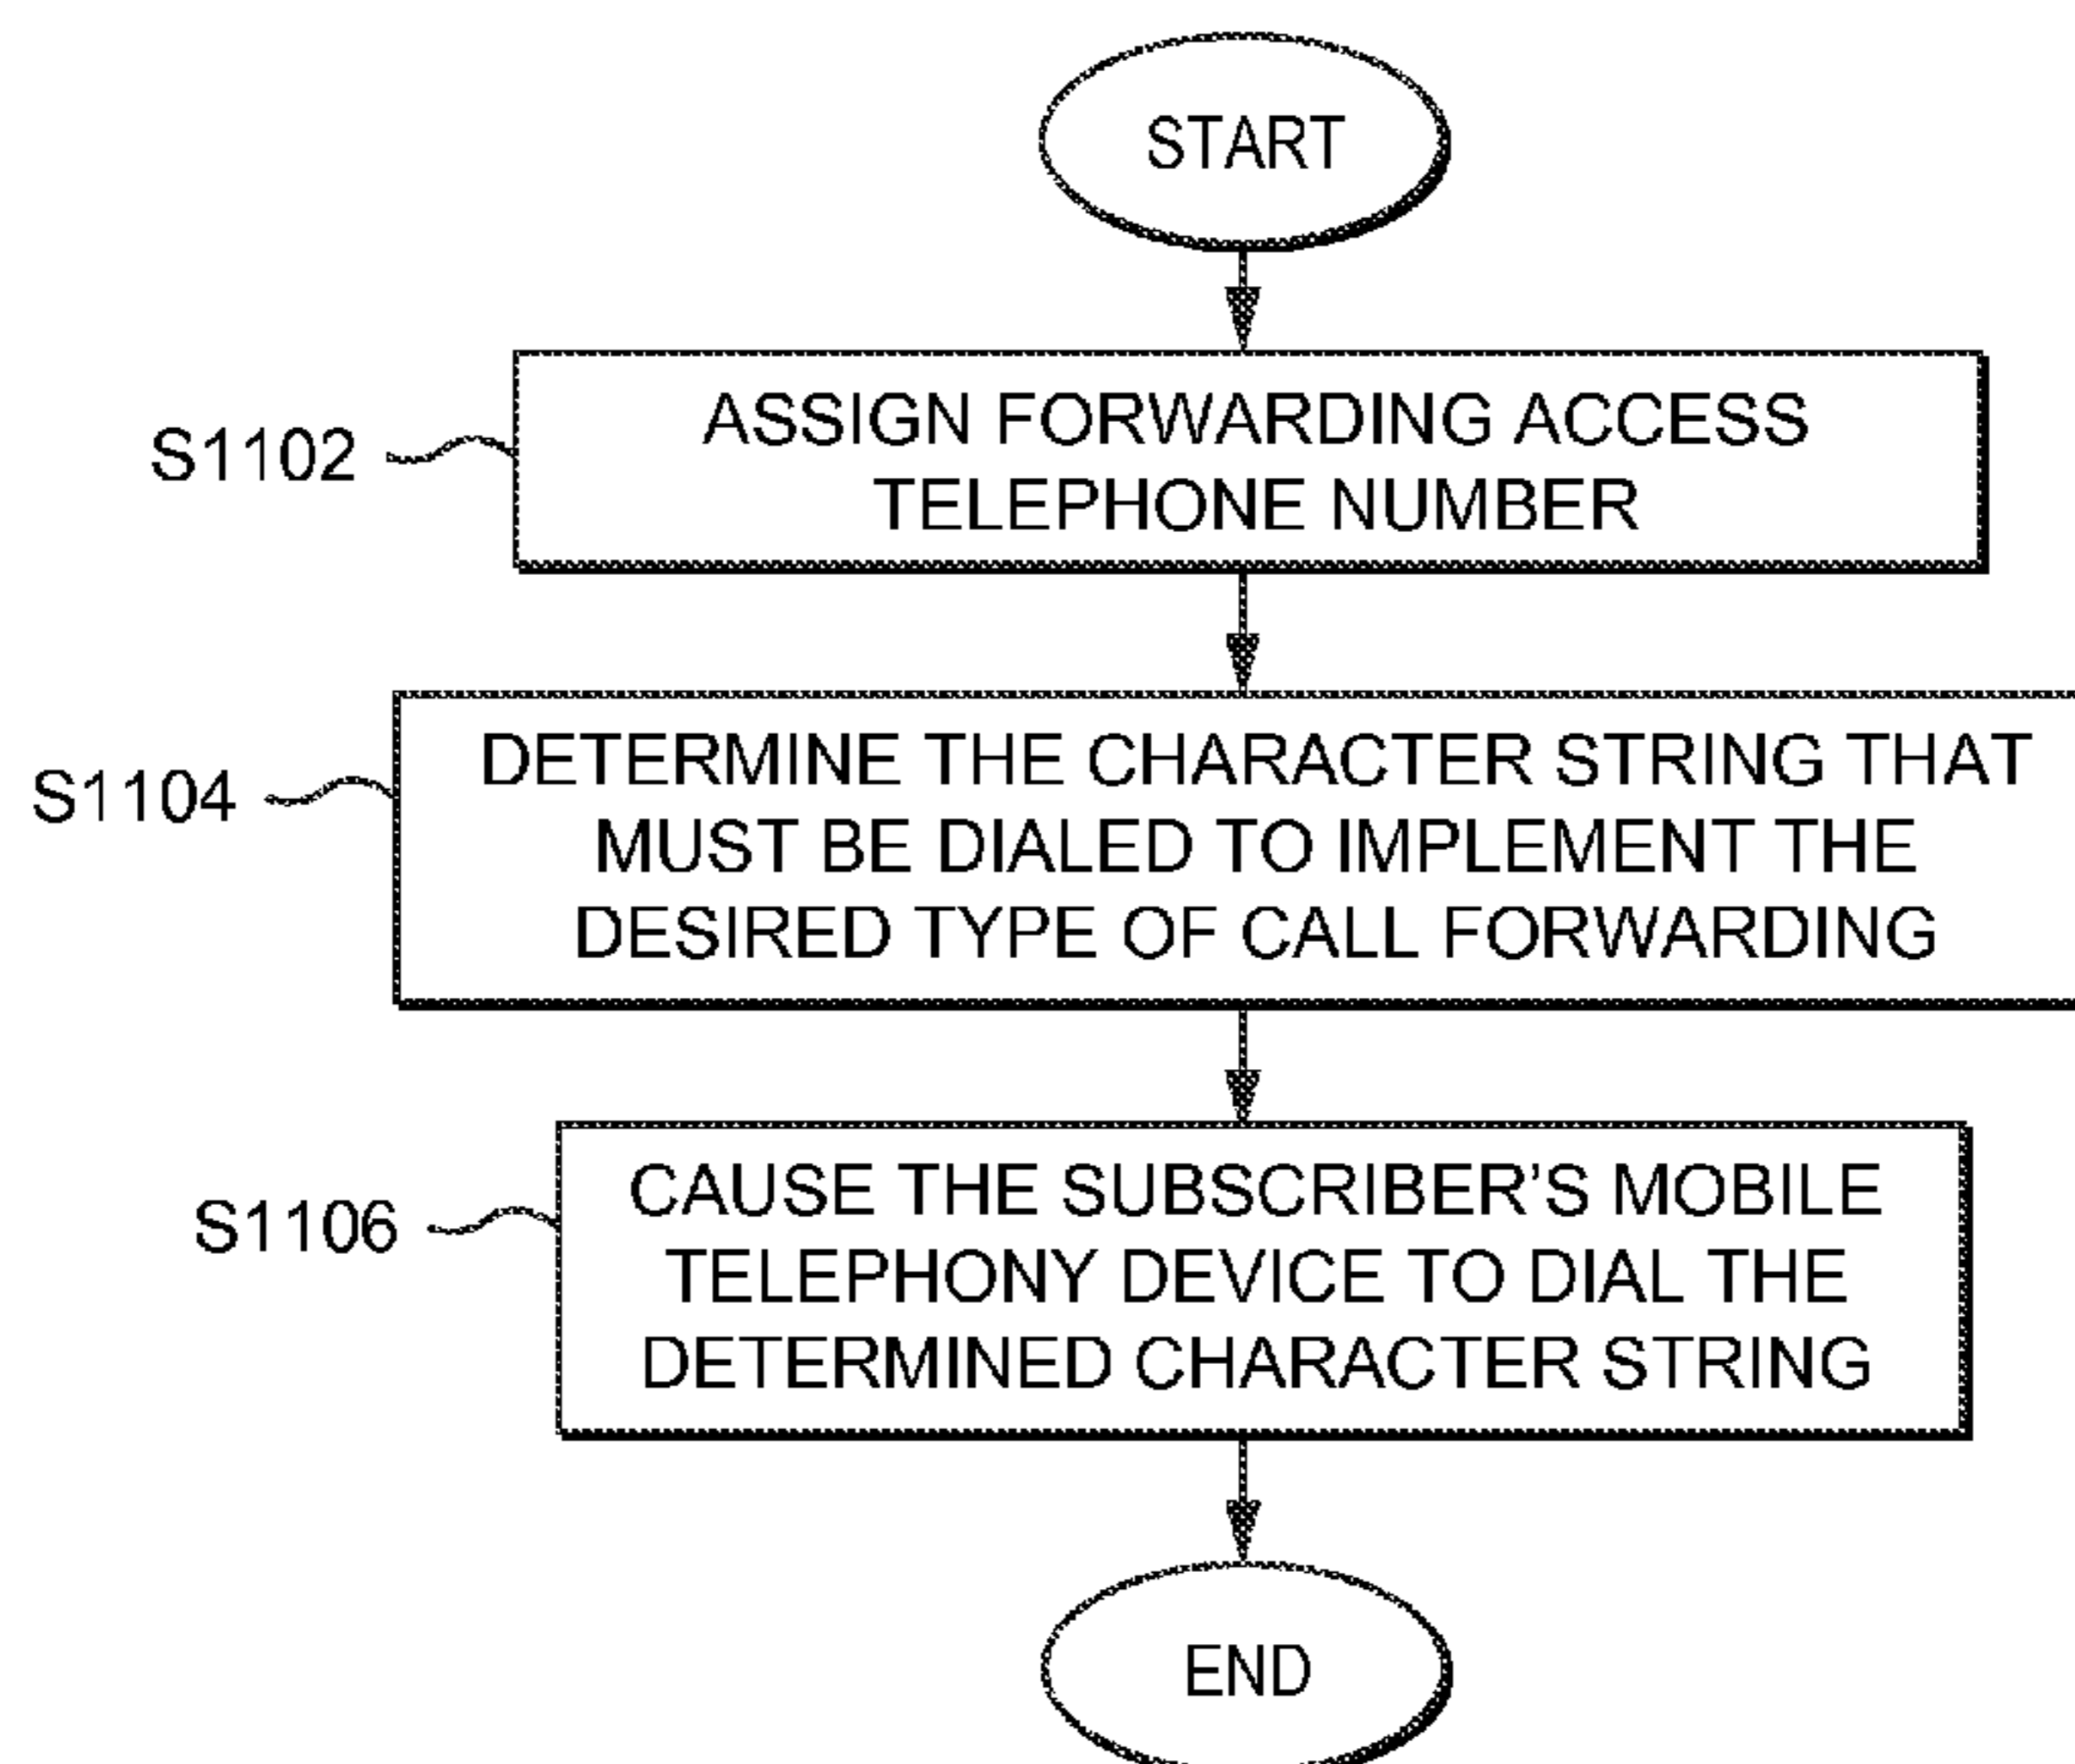 START
S1102
ASSIGN FORWARDING ACCESS
TELEPHONE NUMBER
S1104
DETERMINE THE CHARACTER STRING THAT
MUST BE DIALED TO IMPLEMENT THE
DESIRED TYPE OF CALL FORWARDING
S1106
CAUSE THE SUBSCRIBER’S MOBILE
TELEPHONY DEVICE TO DIAL THE
DETERMINED CHARACTER STRING
END